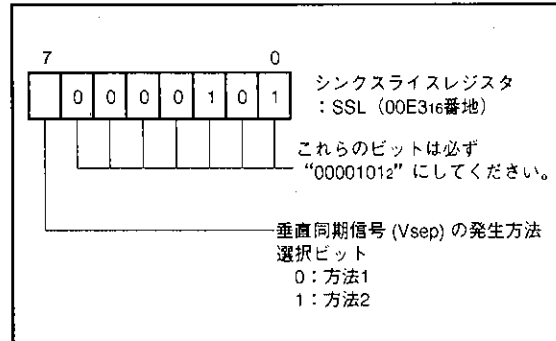 7 0
0 0 0 0 1 0 1
シンクスライスレジスタ
：SSL（00E3₁₆番地）
これらのビットは必ず
“0000101₂”にしてください。
垂直同期信号 (Vsep) の発生方法
選択ビット
0：方法1
1：方法2